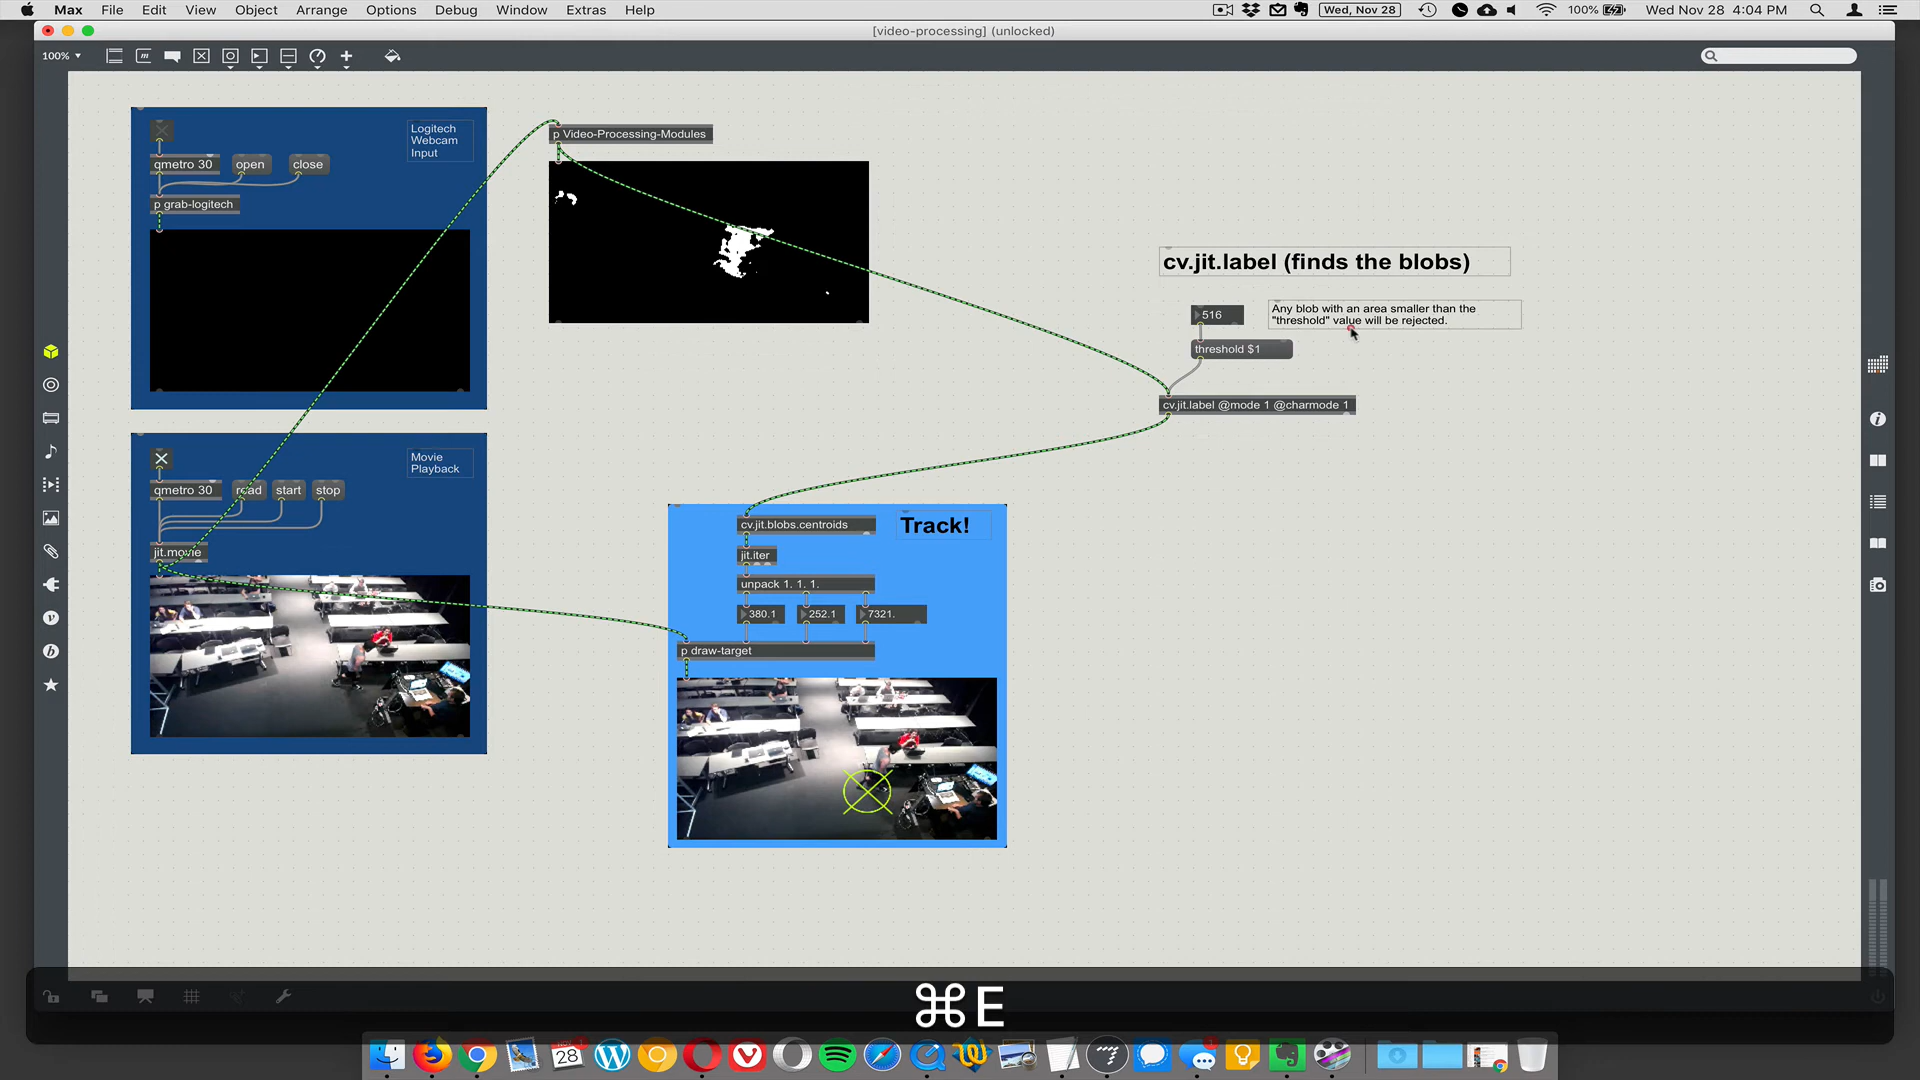 Max File Edit View Object Arrange Options Debug Window Extras Help
Wed, Nov 28
100%
Wed Nov 28 4:04 PM
[video-processing] (unlocked)
100%
Logitech
Webcam
Input
qmetro 30
open
close
p grab-logitech
p Video-Processing-Modules
cv.jit.label (finds the blobs)
516
Any blob with an area smaller than the
"threshold" value will be rejected.
threshold $1
cv.jit.label @mode 1 @charmode 1
Movie
Playback
qmetro 30
read
start
stop
jit.movie
cv.jit.blobs.centroids
Track!
jit.iter
unpack 1. 1. 1.
380.1
252.1
7321.
p draw-target
⌘E
28